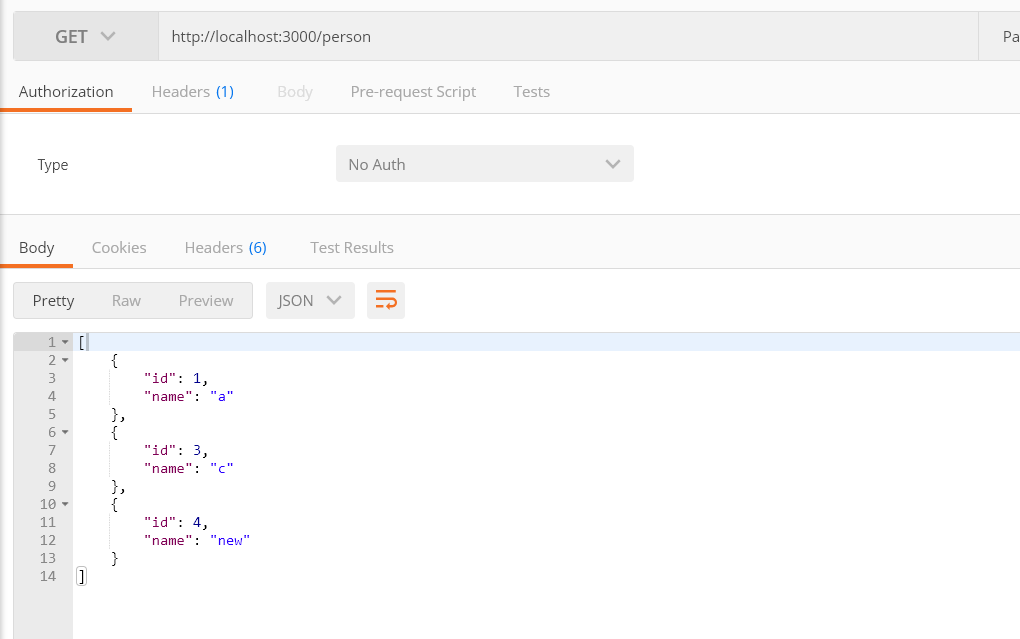 GET http://localhost:3000/person Pa
Authorization Headers (1) Body Pre-request Script Tests
Type No Auth
Body Cookies Headers (6) Test Results
Pretty Raw Preview JSON
1 [
2 {
3 "id": 1,
4 "name": "a"
5 },
6 {
7 "id": 3,
8 "name": "c"
9 },
10 {
11 "id": 4,
12 "name": "new"
13 }
14 ]